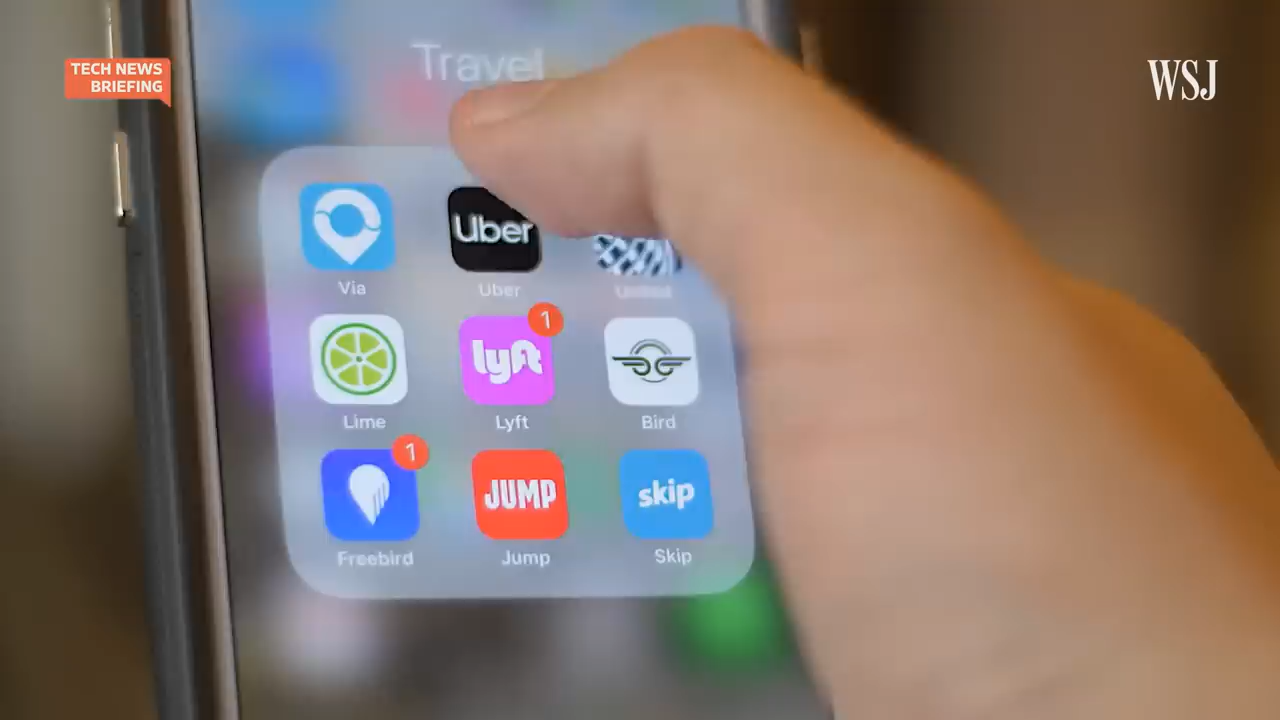 TECH NEWS
BRIEFING
WSJ
Travel
Uber
Via
Uber
United
lyft
1
Lime
Lyft
Bird
1
JUMP
skip
Freebird
Jump
Skip